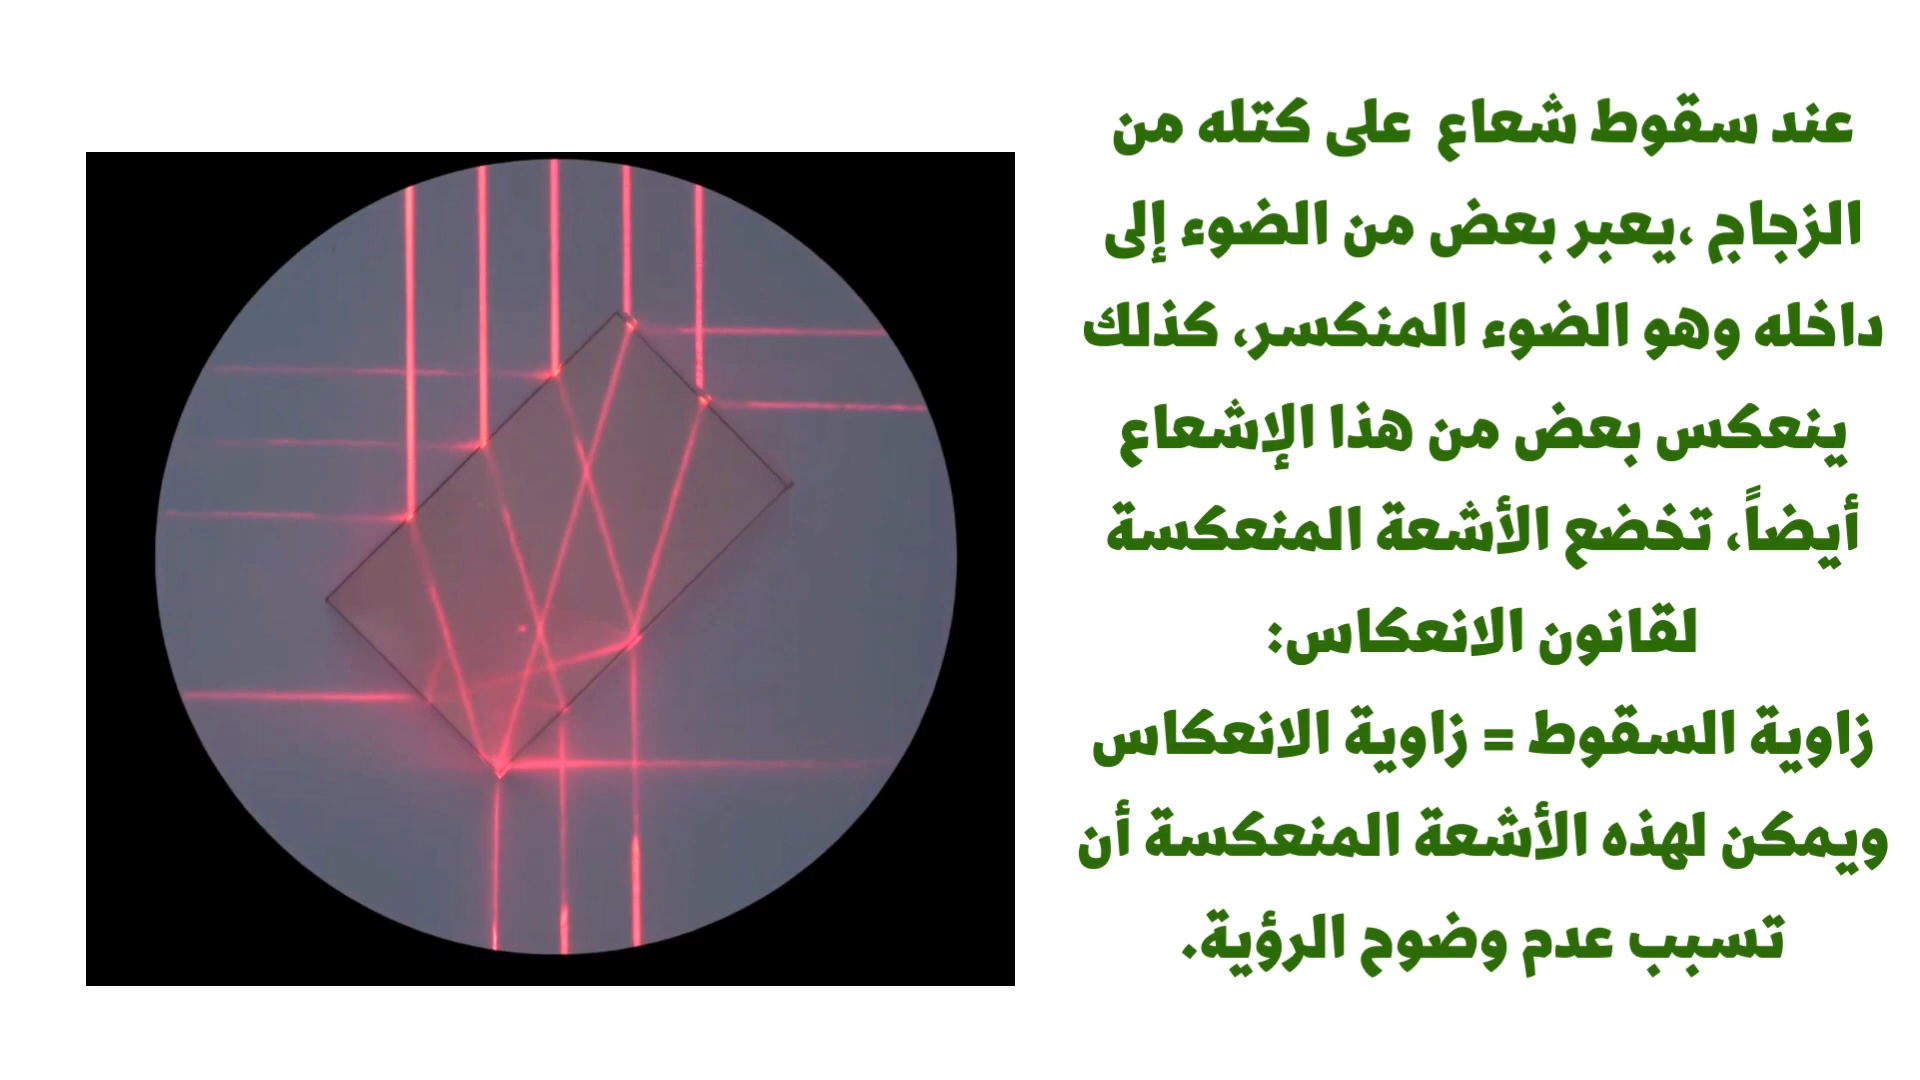 عند سقوط شعاع على كتله من
الزجاج ،يعبر بعض من الضوء إلى
داخله وهو الضوء المنكسر، كذلك
ينعكس بعض من هذا الإشعاع
أيضاً، تخضع الأشعة المنعكسة
لقانون الانعكاس:
زاوية السقوط = زاوية الانعكاس
ويمكن لهذه الأشعة المنعكسة أن
تسبب عدم وضوح الرؤية.